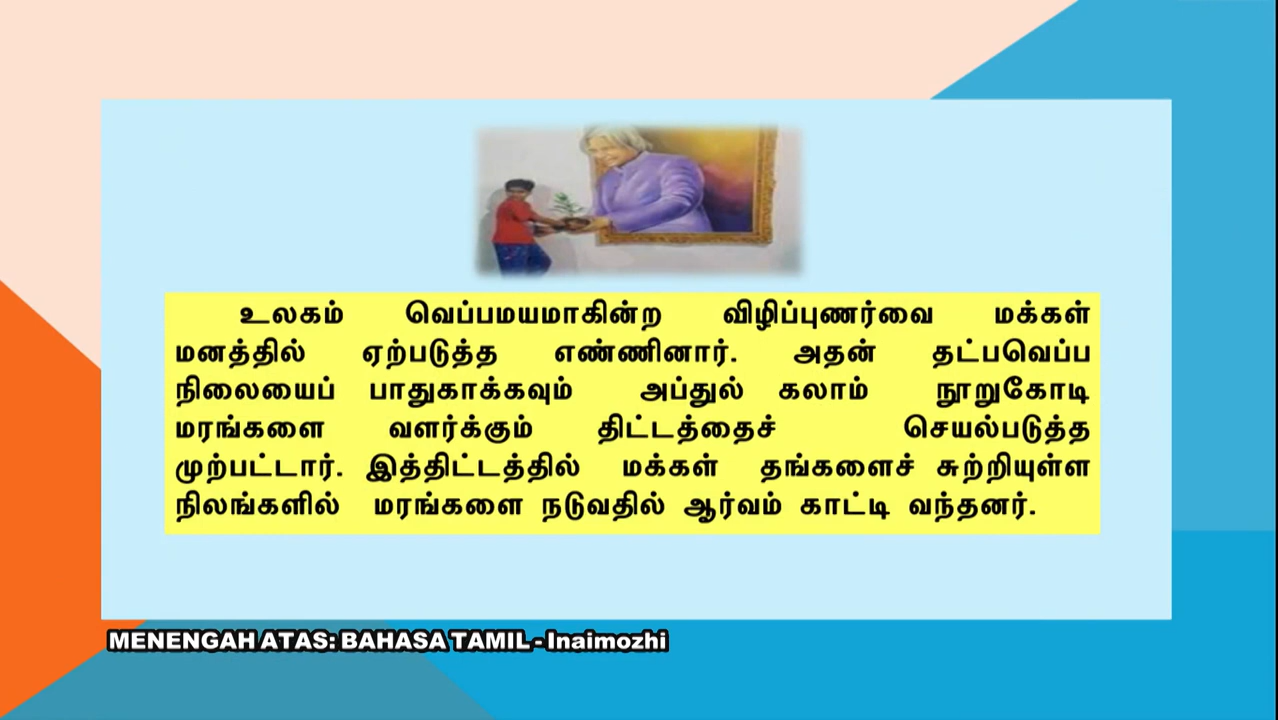 உலகம் வெப்பமயமாகின்ற விழிப்புணர்வை மக்கள்
மனத்தில் ஏற்படுத்த எண்ணினார். அதன் தட்பவெப்ப
நிலையைப் பாதுகாக்கவும் அப்துல் கலாம் நூறுகோடி
மரங்களை வளர்க்கும் திட்டத்தைச் செயல்படுத்த
முற்பட்டார். இத்திட்டத்தில் மக்கள் தங்களைச் சுற்றியுள்ள
நிலங்களில் மரங்களை நடுவதில் ஆர்வம் காட்டி வந்தனர்.
MENENGAH ATAS: BAHASA TAMIL - Inaimozhi